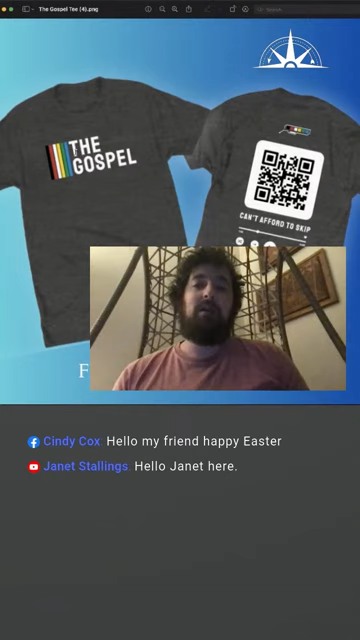 The Gospel Tee (4).png
Search
THE
GOSPEL
CAN'T AFFORD TO SKIP
F
Cindy Cox Hello my friend happy Easter
Janet Stallings Hello Janet here.